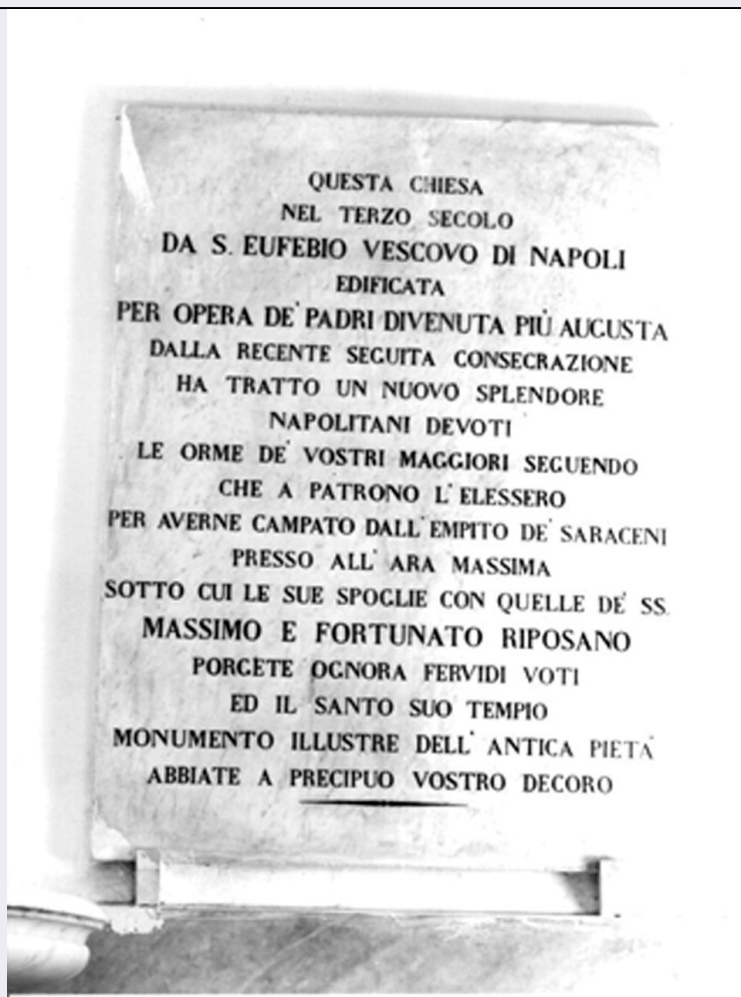 QUESTA CHIESA
NEL TERZO SECOLO
DA S. EUFEBIO VESCOVO DI NAPOLI
EDIFICATA
PER OPERA DE' PADRI DIVENUTA PIÙ AUGUSTA
DALLA RECENTE SEGUITA CONSECRAZIONE
HA TRATTO UN NUOVO SPLENDORE
NAPOLITANI DEVOTI
LE ORME DE' VOSTRI MAGGIORI SEGUENDO
CHE A PATRONO L' ELESSERO
PER AVERNE CAMPATO DALL' EMPITO DE' SARACENI
PRESSO ALL' ARA MASSIMA
SOTTO CUI LE SUE SPOGLIE CON QUELLE DE' SS.
MASSIMO E FORTUNATO RIPOSANO
PORGETE OGNORA FERVIDI VOTI
ED IL SANTO SUO TEMPIO
MONUMENTO ILLUSTRE DELL' ANTICA PIETA'
ABBIATE A PRECIPUO VOSTRO DECORO